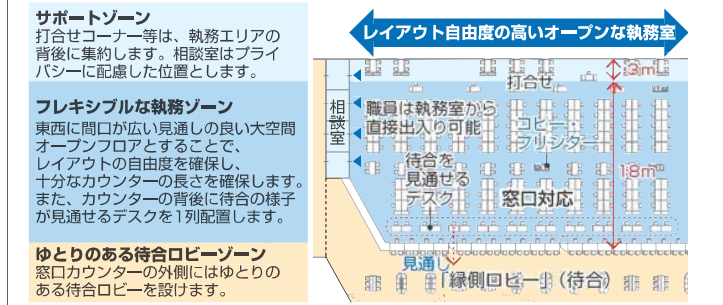 サポートゾーン
打合せコーナー等は、執務エリアの
背後に集約します。相談室はプライ
バシーに配慮した位置とします。
フレキシブルな執務ゾーン
東西に間口が広い見通しの良い大空間
オープンフロアとすることで、
レイアウトの自由度を確保し、
十分なカウンターの長さを確保します。
また、カウンターの背後に待合の様子
が見通せるデスクを1列配置します。
ゆとりのある待合ロビーゾーン
窓口カウンターの外側にはゆとりの
ある待合ロビーを設けます。
レイアウト自由度の高いオープンな執務室
3m
打合せ
相談室
職員は執務室から
直接出入り可能
コピー・
プリンター
待合を
見通せる
デスク
18m
窓口対応
見通し
「縁側ロビー」（待合）